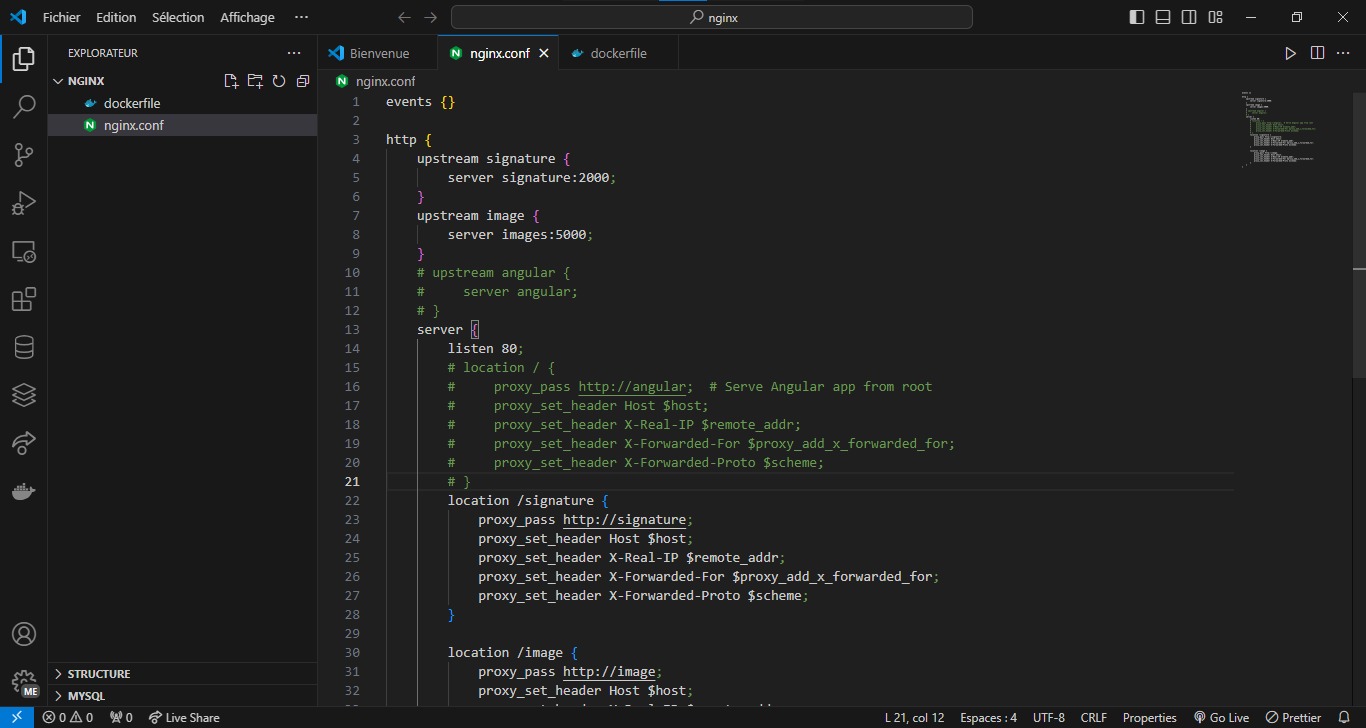 Fichier Edition Sélection Affichage ··· nginx
EXPLORATEUR ···
NGINX
dockerfile
nginx.conf
STRUCTURE
MYSQL
ME
Bienvenue nginx.conf dockerfile ···
nginx.conf
1 events {}
2
3 http {
4 upstream signature {
5 server signature:2000;
6 }
7 upstream image {
8 server images:5000;
9 }
10 # upstream angular {
11 # server angular;
12 # }
13 server {
14 listen 80;
15 # location / {
16 # proxy_pass http://angular; # Serve Angular app from root
17 # proxy_set_header Host $host;
18 # proxy_set_header X-Real-IP $remote_addr;
19 # proxy_set_header X-Forwarded-For $proxy_add_x_forwarded_for;
20 # proxy_set_header X-Forwarded-Proto $scheme;
21 # }
22 location /signature {
23 proxy_pass http://signature;
24 proxy_set_header Host $host;
25 proxy_set_header X-Real-IP $remote_addr;
26 proxy_set_header X-Forwarded-For $proxy_add_x_forwarded_for;
27 proxy_set_header X-Forwarded-Proto $scheme;
28 }
29
30 location /image {
31 proxy_pass http://image;
32 proxy_set_header Host $host;
0 0 0 Live Share L 21, col 12 Espaces : 4 UTF-8 CRLF Properties Go Live Prettier